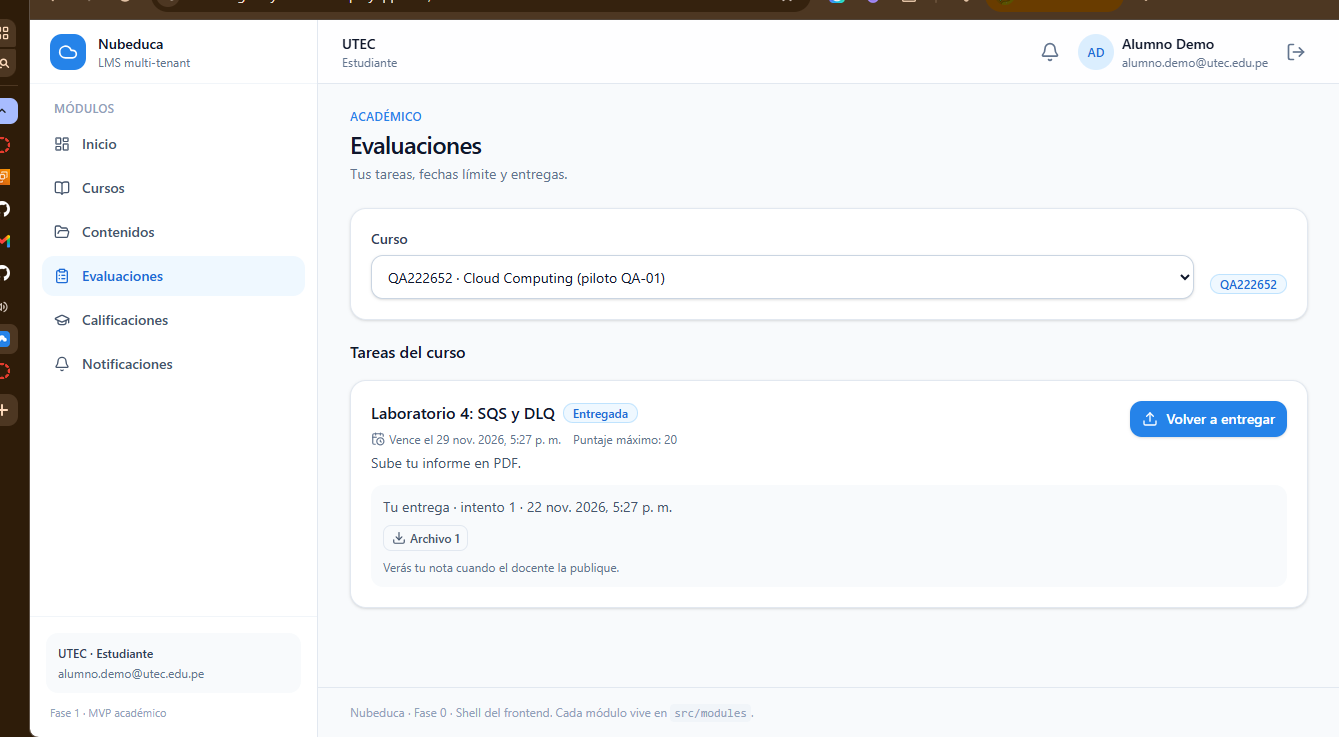 Nubeduca
LMS multi-tenant
UTEC
Estudiante
AD
Alumno Demo
alumno.demo@utec.edu.pe
MÓDULOS
Inicio
Cursos
Contenidos
Evaluaciones
Calificaciones
Notificaciones
UTEC · Estudiante
alumno.demo@utec.edu.pe
Fase 1 · MVP académico
ACADÉMICO
Evaluaciones
Tus tareas, fechas límite y entregas.
Curso
QA222652 · Cloud Computing (piloto QA-01)
QA222652
Tareas del curso
Laboratorio 4: SQS y DLQ Entregada
Volver a entregar
Vence el 29 nov. 2026, 5:27 p. m. Puntaje máximo: 20
Sube tu informe en PDF.
Tu entrega · intento 1 · 22 nov. 2026, 5:27 p. m.
Archivo 1
Verás tu nota cuando el docente la publique.
Nubeduca · Fase 0 · Shell del frontend. Cada módulo vive en src/modules.